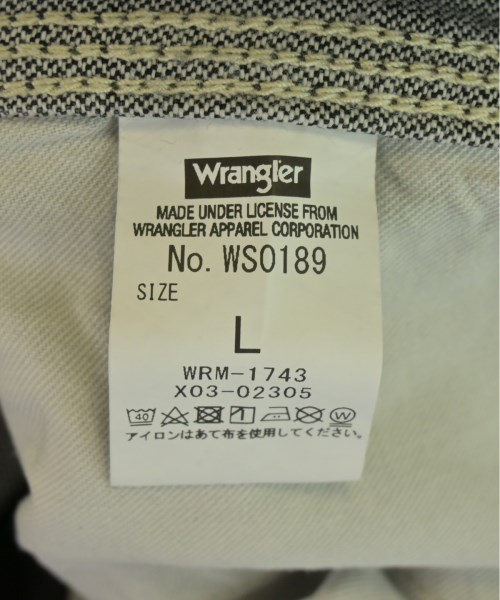 Wrangler
MADE UNDER LICENSE FROM
WRANGLER APPAREL CORPORATION
No. WS0189
SIZE
L
WRM-1743
X03-02305
40 W
アイロンはあて布を使用してください。